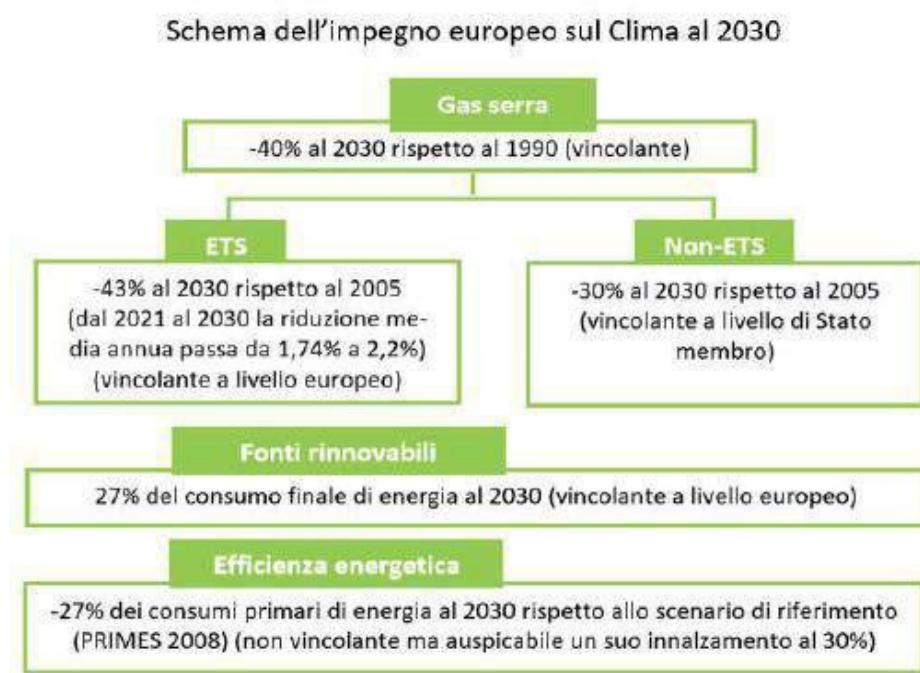 Schema dell'impegno europeo sul Clima al 2030
Gas serra
-40% al 2030 rispetto al 1990 (vincolante)
ETS
-43% al 2030 rispetto al 2005
(dal 2021 al 2030 la riduzione me-
dia annua passa da 1,74% a 2,2%)
(vincolante a livello europeo)
Non-ETS
-30% al 2030 rispetto al 2005
(vincolante a livello di Stato
membro)
Fonti rinnovabili
27% del consumo finale di energia al 2030 (vincolante a livello europeo)
Efficienza energetica
-27% dei consumi primari di energia al 2030 rispetto allo scenario di riferimento
(PRIMES 2008) (non vincolante ma auspicabile un suo innalzamento al 30%)